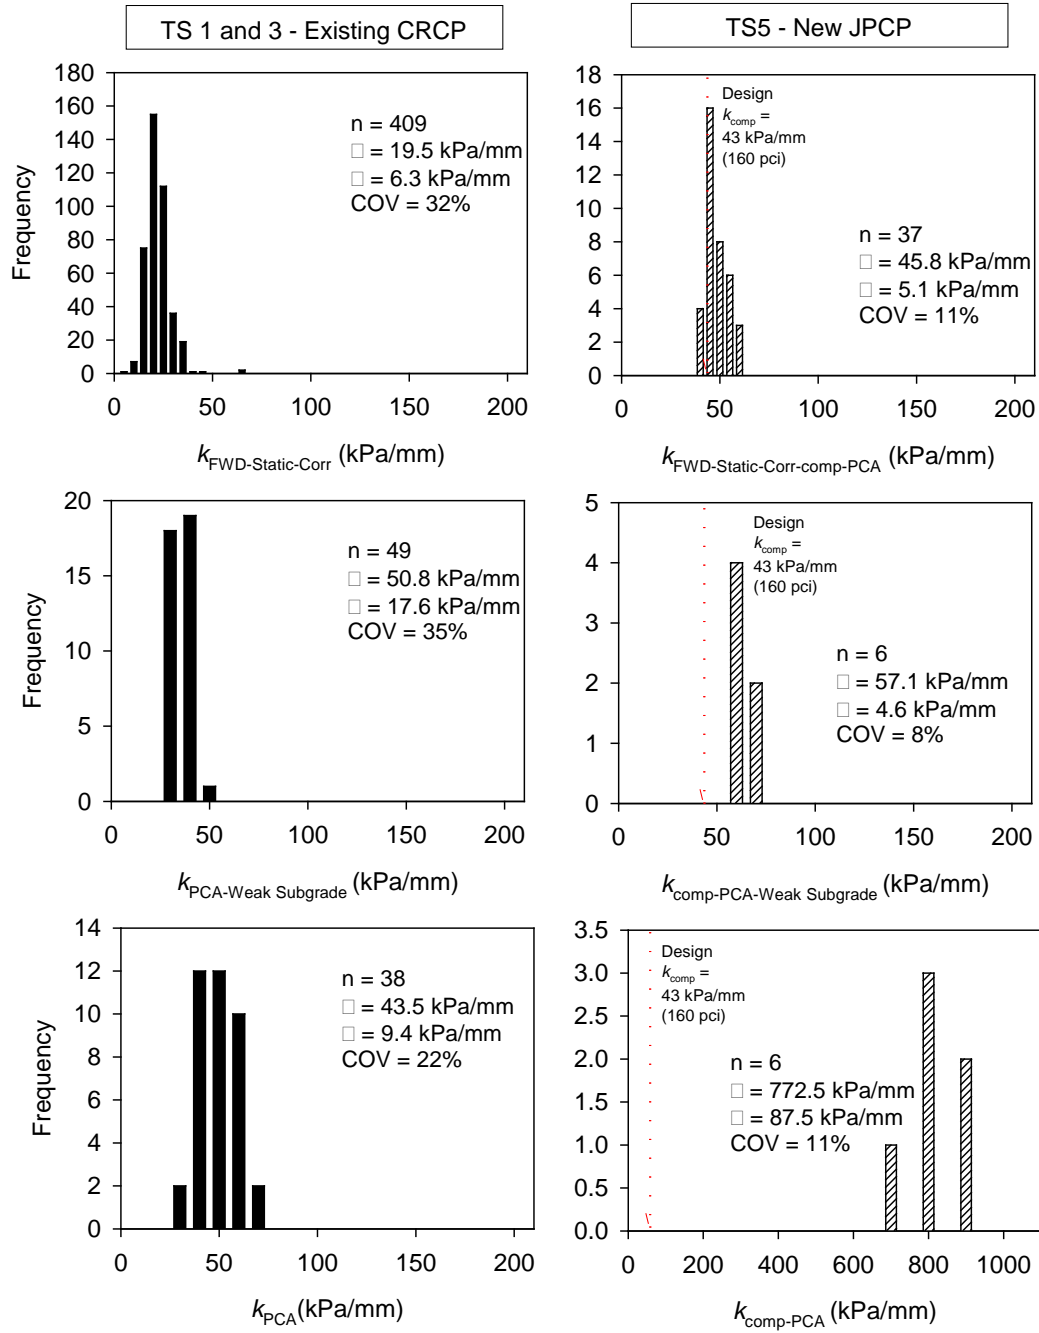 TS 1 and 3 - Existing CRCP
TS5 - New JPCP
180
160
140
120
100
80
60
40
20
0
Frequency
n = 409
□ = 19.5 kPa/mm
□ = 6.3 kPa/mm
COV = 32%
0 50 100 150 200
k_FWD-Static-Corr (kPa/mm)
18
16
14
12
10
8
6
4
2
0
Design
k_comp =
43 kPa/mm
(160 pci)
n = 37
□ = 45.8 kPa/mm
□ = 5.1 kPa/mm
COV = 11%
0 50 100 150 200
k_FWD-Static-Corr-comp-PCA (kPa/mm)
20
15
10
5
0
Frequency
n = 49
□ = 50.8 kPa/mm
□ = 17.6 kPa/mm
COV = 35%
0 50 100 150 200
k_PCA-Weak Subgrade (kPa/mm)
5
4
3
2
1
0
Design
k_comp =
43 kPa/mm
(160 pci)
n = 6
□ = 57.1 kPa/mm
□ = 4.6 kPa/mm
COV = 8%
0 50 100 150 200
k_comp-PCA-Weak Subgrade (kPa/mm)
14
12
10
8
6
4
2
0
Frequency
n = 38
□ = 43.5 kPa/mm
□ = 9.4 kPa/mm
COV = 22%
0 50 100 150 200
k_PCA(kPa/mm)
3.5
3.0
2.5
2.0
1.5
1.0
0.5
0.0
Design
k_comp =
43 kPa/mm
(160 pci)
n = 6
□ = 772.5 kPa/mm
□ = 87.5 kPa/mm
COV = 11%
0 200 400 600 800 1000
k_comp-PCA (kPa/mm)